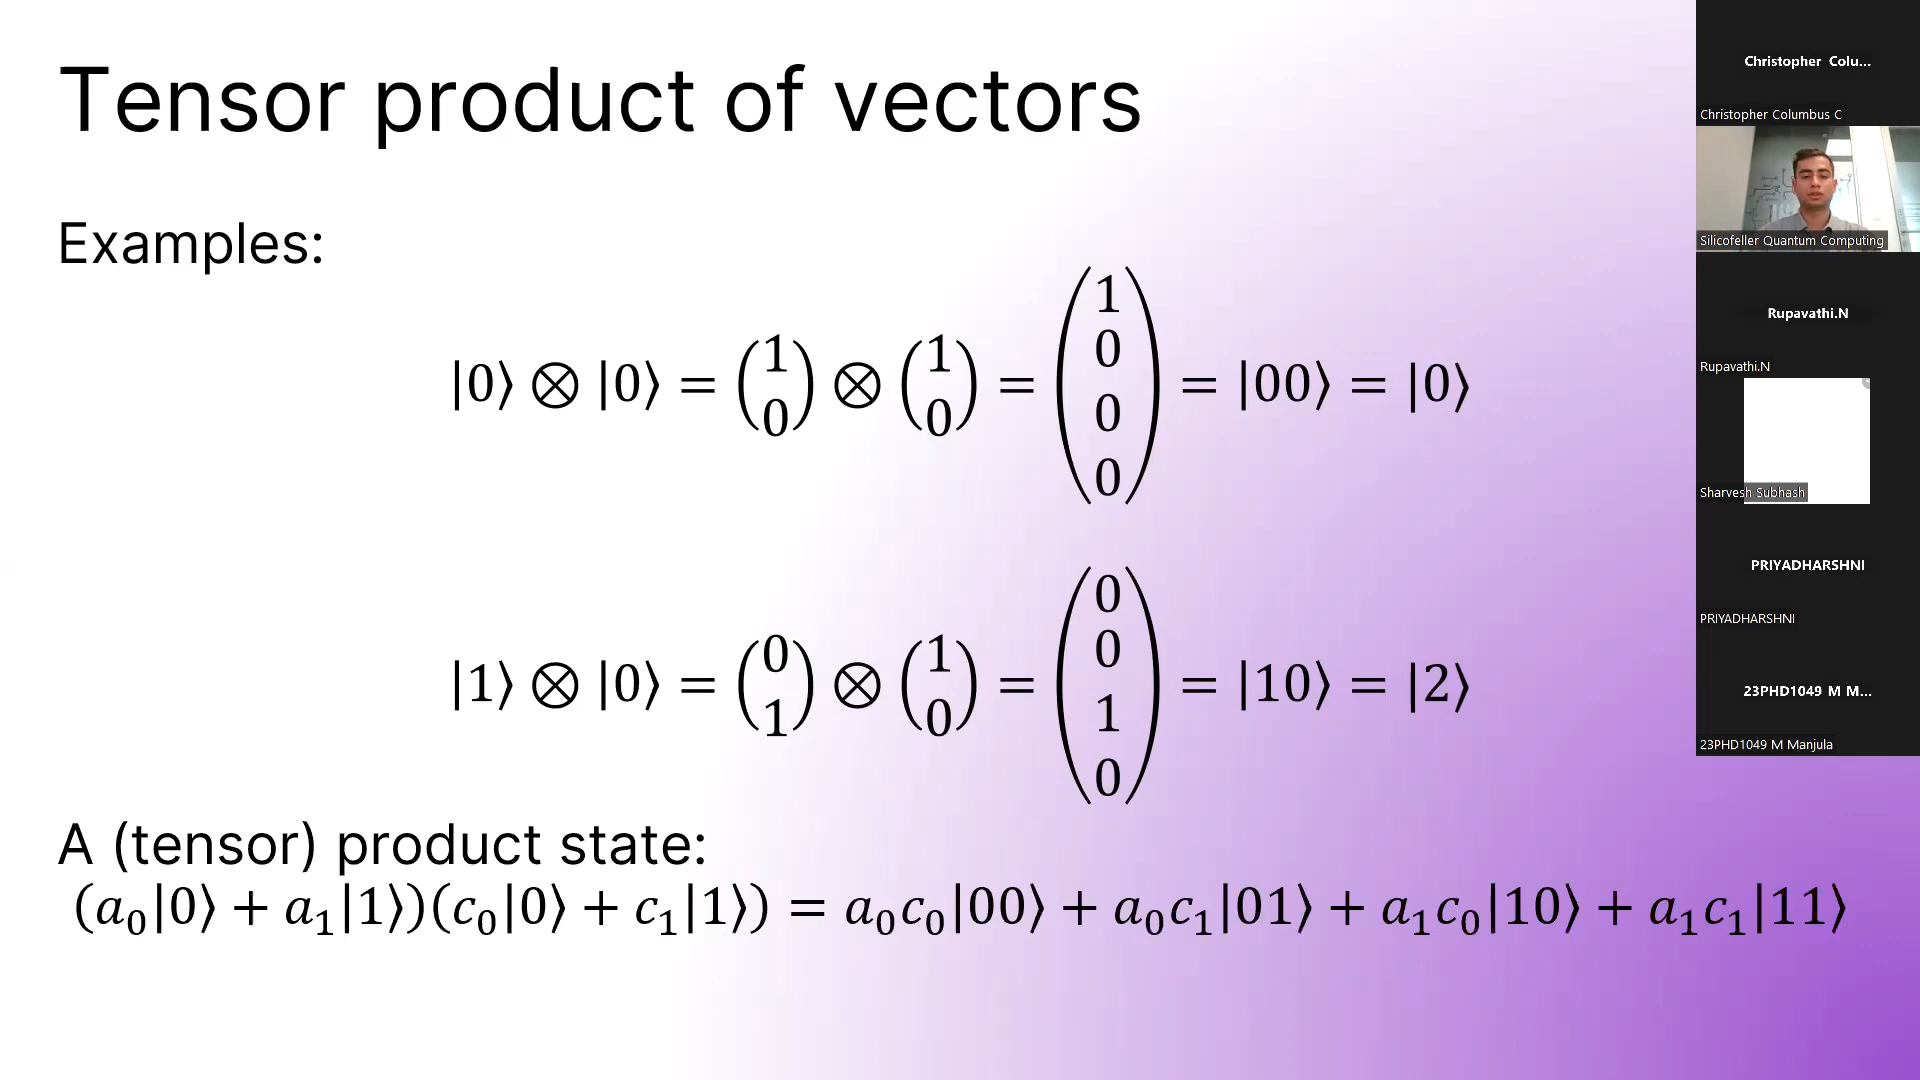 Tensor product of vectors
Examples:
|0⟩ ⊗ |0⟩ = (1 0) ⊗ (1 0) = (1 0 0 0) = |00⟩ = |0⟩
|1⟩ ⊗ |0⟩ = (0 1) ⊗ (1 0) = (0 0 1 0) = |10⟩ = |2⟩
A (tensor) product state:
(a₀|0⟩ + a₁|1⟩)(c₀|0⟩ + c₁|1⟩) = a₀c₀|00⟩ + a₀c₁|01⟩ + a₁c₀|10⟩ + a₁c₁|11⟩
Christopher Colu...
Christopher Columbus C
Silicofeller Quantum Computing
Rupavathi.N
Rupavathi.N
Sharvesh Subhash
PRIYADHARSHNI
PRIYADHARSHNI
23PHD1049 M M...
23PHD1049 M Manjula